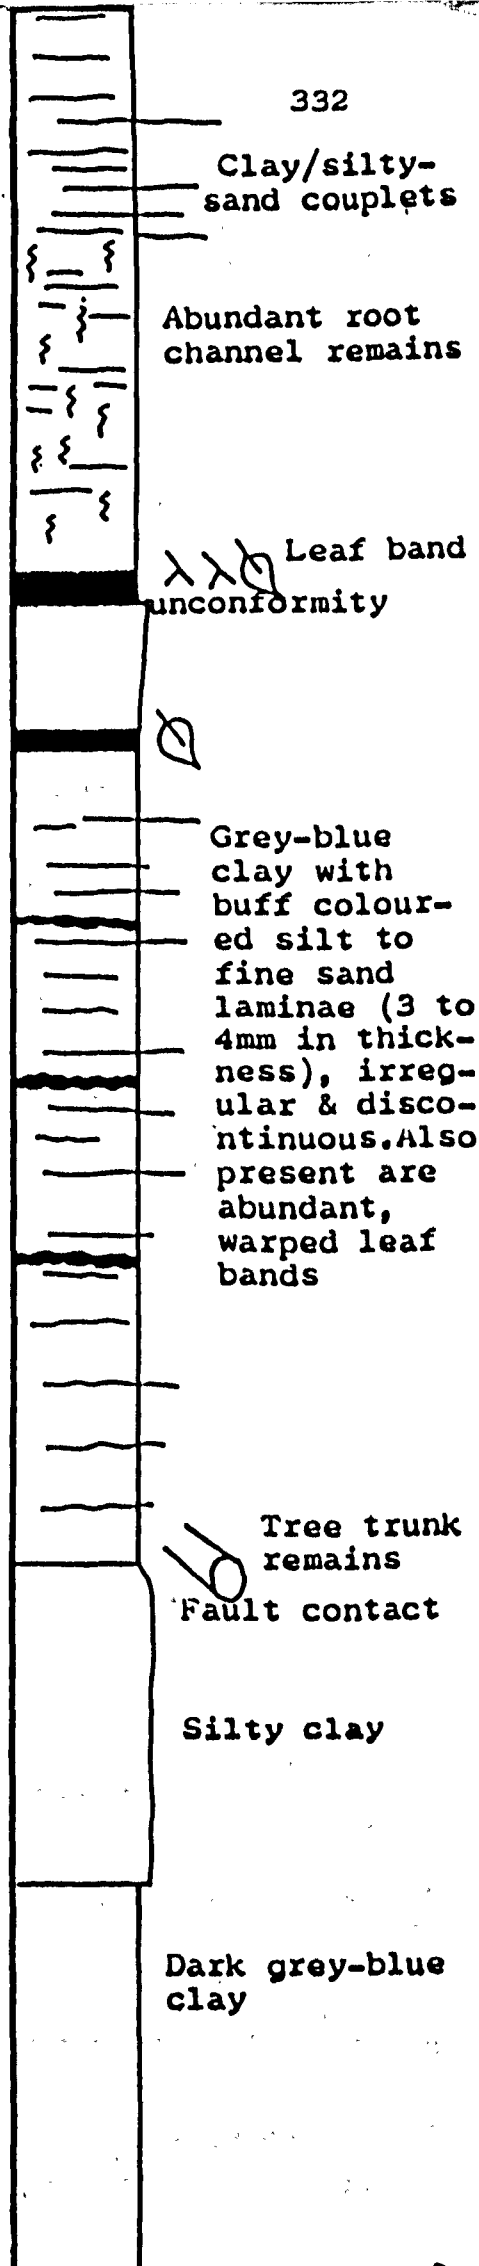 332
Clay/silty-
sand couplets
Abundant root
channel remains
Leaf band
unconformity
Grey-blue
clay with
buff colour-
ed silt to
fine sand
laminae (3 to
4mm in thick-
ness), irreg-
ular & disco-
ntinuous.Also
present are
abundant,
warped leaf
bands
Tree trunk
remains
Fault contact
Silty clay
Dark grey-blue
clay